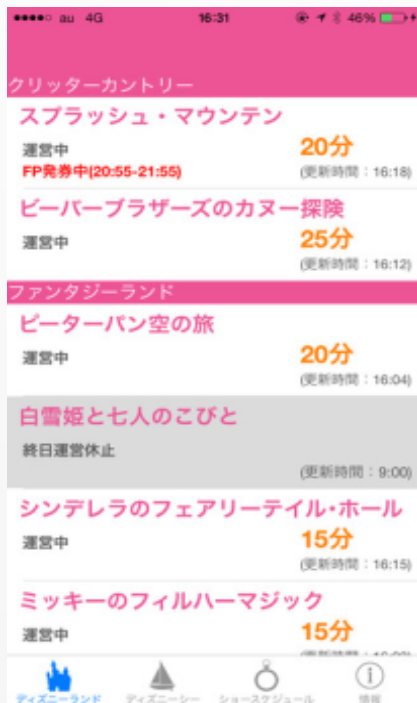 au 4G 16:31 46%
クリッターカントリー
スプラッシュ・マウンテン
運営中 20分
FP発券中(20:55-21:55) (更新時間：16:18)
ビーバーブラザーズのカヌー探険
運営中 25分
(更新時間：16:12)
ファンタジーランド
ピーターパン空の旅
運営中 20分
(更新時間：16:04)
白雪姫と七人のこびと
終日運営休止
(更新時間：9:00)
シンデレラのフェアリーテイル・ホール
運営中 15分
(更新時間：16:15)
ミッキーのフィルハーマジック
運営中 15分
ディズニーランド ディズニーシー ショースケジュール 情報